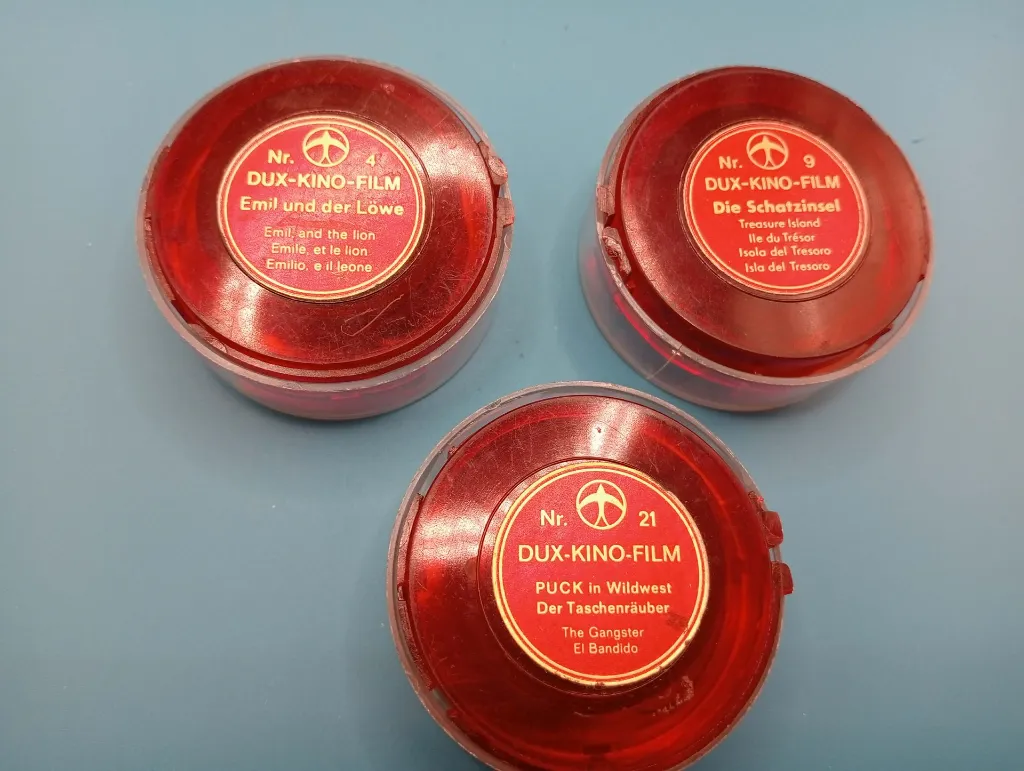 Nr. 4
DUX-KINO-FILM
Emil und der Löwe
Emil, and the lion
Emile, et le lion
Emilio, e il leone
Nr. 9
DUX-KINO-FILM
Die Schatzinsel
Treasure Island
Ile du Trésor
Isola del Tresoro
Isla del Tresaro
Nr. 21
DUX-KINO-FILM
PUCK in Wildwest
Der Taschenräuber
The Gangster
El Bandido